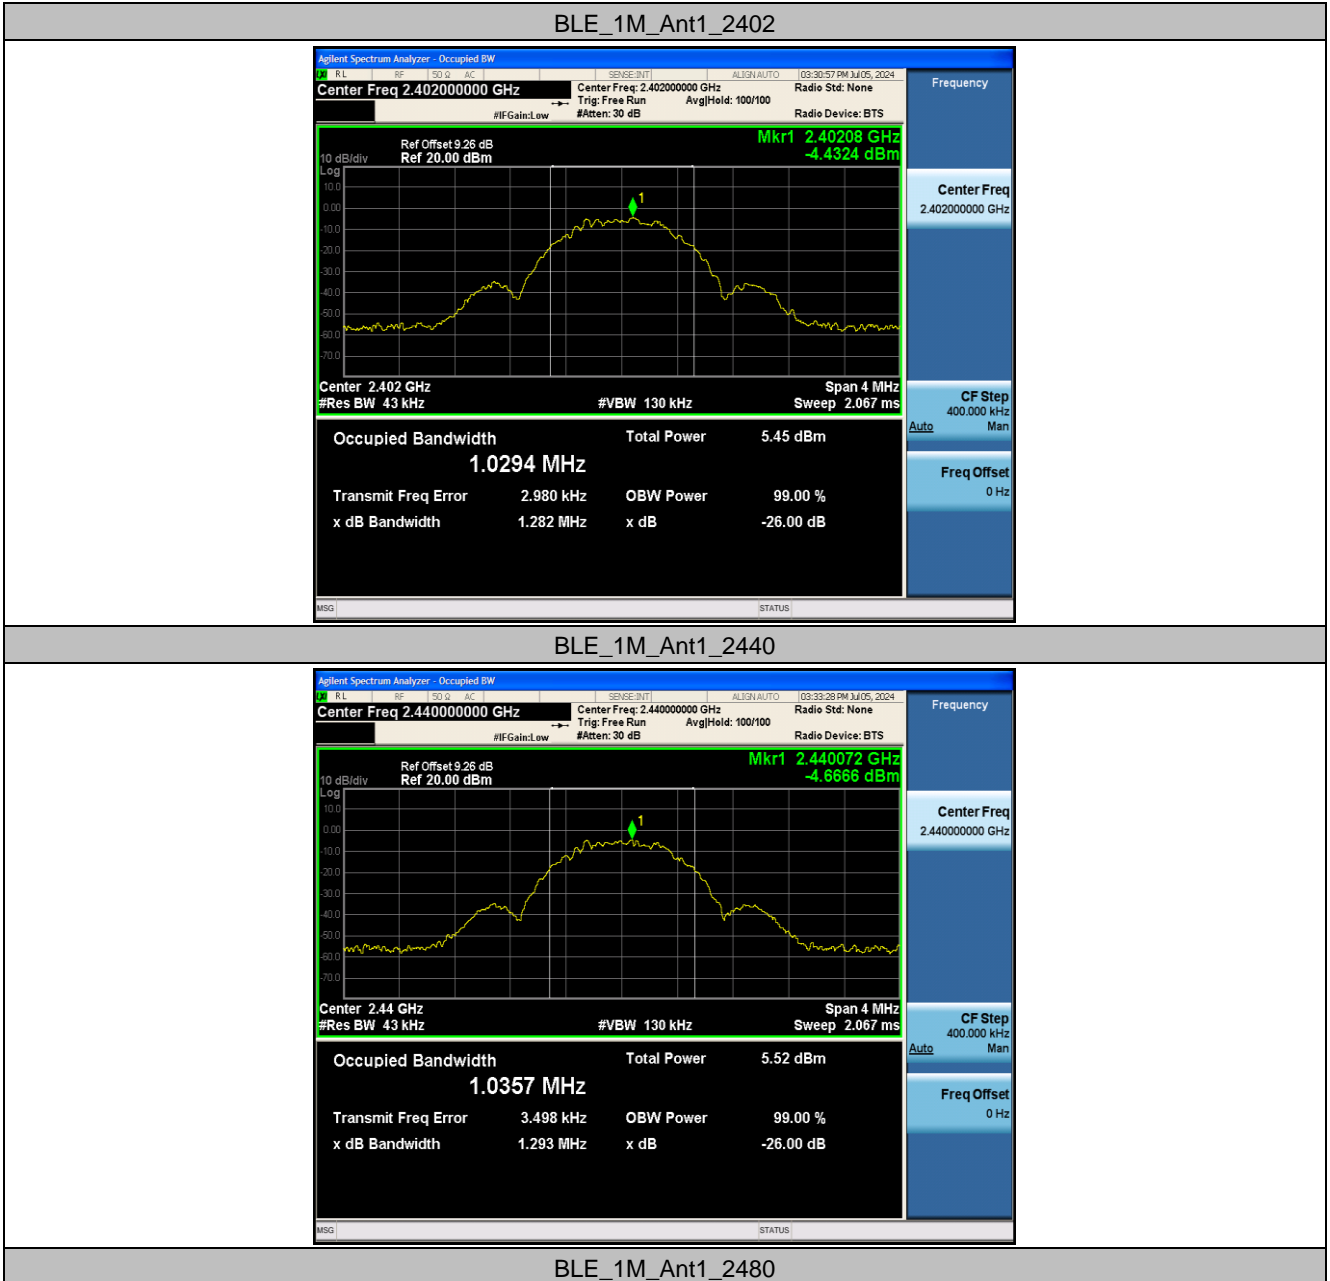 BLE_1M_Ant1_2402
Agilent Spectrum Analyzer - Occupied BW
RL RF 50 Ω AC SENSE:INT ALIGN AUTO 03:30:57 PM Jul 05, 2024
Center Freq 2.402000000 GHz
Center Freq: 2.402000000 GHz Radio Std: None
Trig: Free Run Avg|Hold: 100/100
#IFGain:Low #Atten: 30 dB Radio Device: BTS
Frequency
Mkr1 2.40208 GHz
-4.4324 dBm
Ref Offset 9.26 dB
10 dB/div Ref 20.00 dBm
Log
10.0
0.00
-10.0
-20.0
-30.0
-40.0
-50.0
-60.0
-70.0
1
Center Freq
2.402000000 GHz
Center 2.402 GHz Span 4 MHz
#Res BW 43 kHz #VBW 130 kHz Sweep 2.067 ms
CF Step
400.000 kHz
Auto Man
Occupied Bandwidth Total Power 5.45 dBm
1.0294 MHz
Transmit Freq Error 2.980 kHz OBW Power 99.00 %
x dB Bandwidth 1.282 MHz x dB -26.00 dB
Freq Offset
0 Hz
MSG STATUS
BLE_1M_Ant1_2440
Agilent Spectrum Analyzer - Occupied BW
RL RF 50 Ω AC SENSE:INT ALIGN AUTO 03:33:28 PM Jul 05, 2024
Center Freq 2.440000000 GHz
Center Freq: 2.440000000 GHz Radio Std: None
Trig: Free Run Avg|Hold: 100/100
#IFGain:Low #Atten: 30 dB Radio Device: BTS
Frequency
Mkr1 2.440072 GHz
-4.6666 dBm
Ref Offset 9.26 dB
10 dB/div Ref 20.00 dBm
Log
10.0
0.00
-10.0
-20.0
-30.0
-40.0
-50.0
-60.0
-70.0
1
Center Freq
2.440000000 GHz
Center 2.44 GHz Span 4 MHz
#Res BW 43 kHz #VBW 130 kHz Sweep 2.067 ms
CF Step
400.000 kHz
Auto Man
Occupied Bandwidth Total Power 5.52 dBm
1.0357 MHz
Transmit Freq Error 3.498 kHz OBW Power 99.00 %
x dB Bandwidth 1.293 MHz x dB -26.00 dB
Freq Offset
0 Hz
MSG STATUS
BLE_1M_Ant1_2480